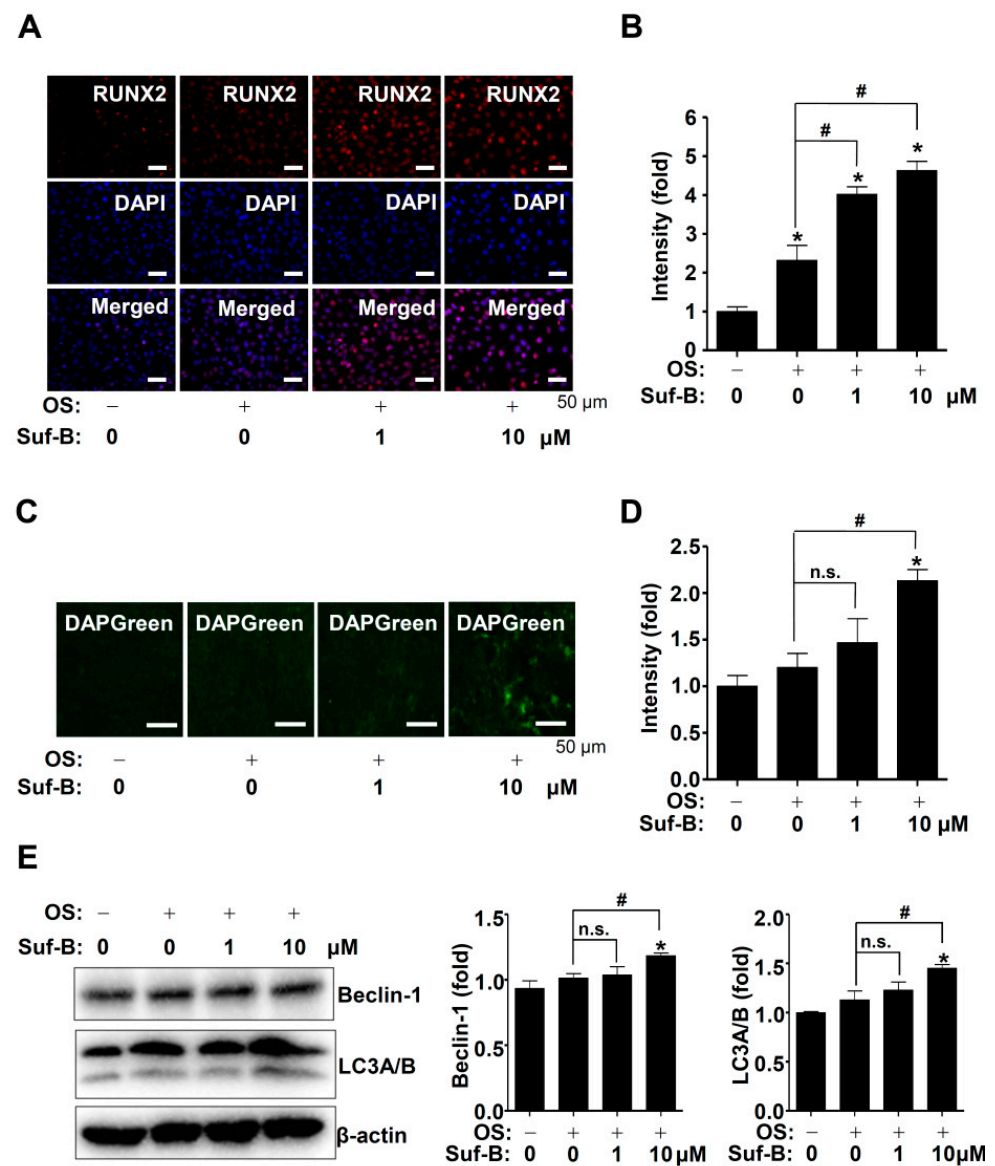 A
RUNX2 RUNX2 RUNX2 RUNX2
DAPI DAPI DAPI DAPI
Merged Merged Merged Merged
OS: – + + + 50 µm
Suf-B: 0 0 1 10 µM
B
# #
* * *
Intensity (fold)
6
5
4
3
2
1
0
OS: – + + +
Suf-B: 0 0 1 10 µM
C
DAPGreen DAPGreen DAPGreen DAPGreen
50 µm
OS: – + + +
Suf-B: 0 0 1 10 µM
D
#
n.s.
*
Intensity (fold)
2.5
2.0
1.5
1.0
0.5
0.0
OS: – + + +
Suf-B: 0 0 1 10 µM
E
OS: – + + +
Suf-B: 0 0 1 10 µM
Beclin-1
LC3A/B
β-actin
#
n.s.
*
Beclin-1 (fold)
1.5
1.0
0.5
0.0
OS: – + + +
Suf-B: 0 0 1 10 µM
#
n.s.
*
LC3A/B (fold)
2.0
1.5
1.0
0.5
0.0
OS: – + + +
Suf-B: 0 0 1 10 µM